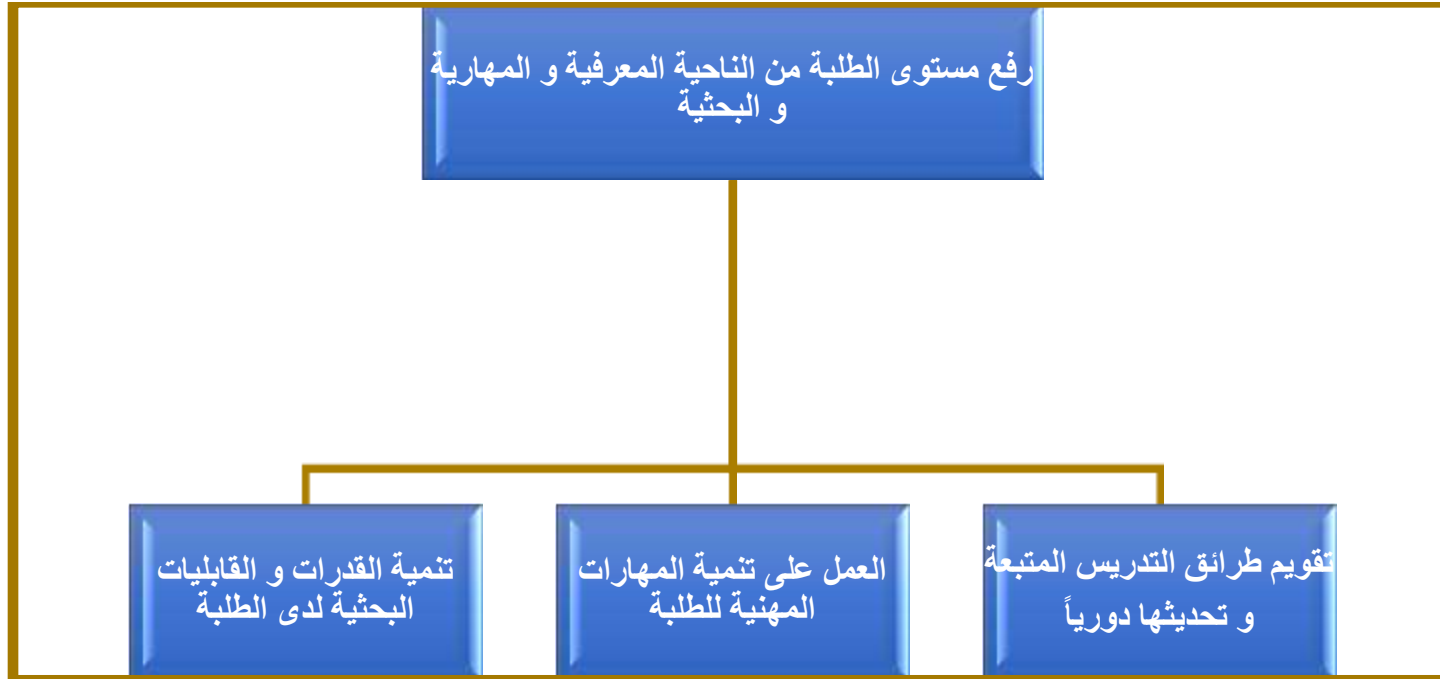 رفع مستوى الطلبة من الناحية المعرفية و المهارية
و البحثية
تقويم طرائق التدريس المتبعة
و تحديثها دورياً
العمل على تنمية المهارات
المهنية للطلبة
تنمية القدرات و القابليات
البحثية لدى الطلبة